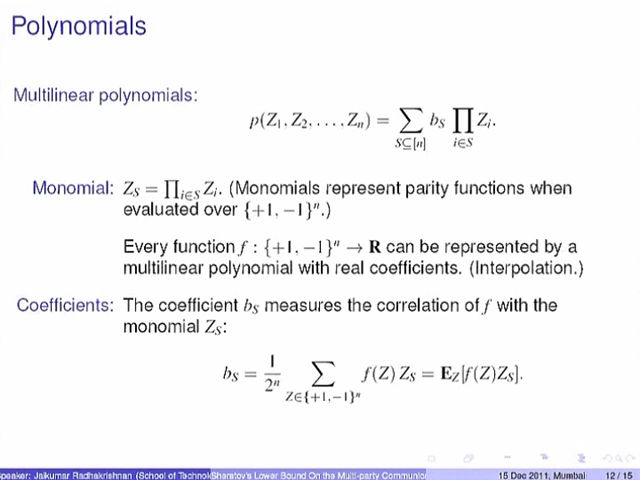 Polynomials
Multilinear polynomials:
p(Z₁, Z₂, . . . , Zₙ) = ∑_{S⊆[n]} b_S ∏_{i∈S} Z_i.
Monomial: Z_S = ∏_{i∈S} Z_i. (Monomials represent parity functions when
evaluated over {+1, −1}ⁿ.)
Every function f : {+1, −1}ⁿ → R can be represented by a
multilinear polynomial with real coefficients. (Interpolation.)
Coefficients: The coefficient b_S measures the correlation of f with the
monomial Z_S:
b_S = 1/2ⁿ ∑_{Z∈{+1,−1}ⁿ} f(Z) Z_S = E_Z[f(Z)Z_S].
Speaker: Jaikumar Radhakrishnan (School of Technol Sherstov's Lower Bound On the Multi-party Communic 15 Dec 2011, Mumbai 12 / 15